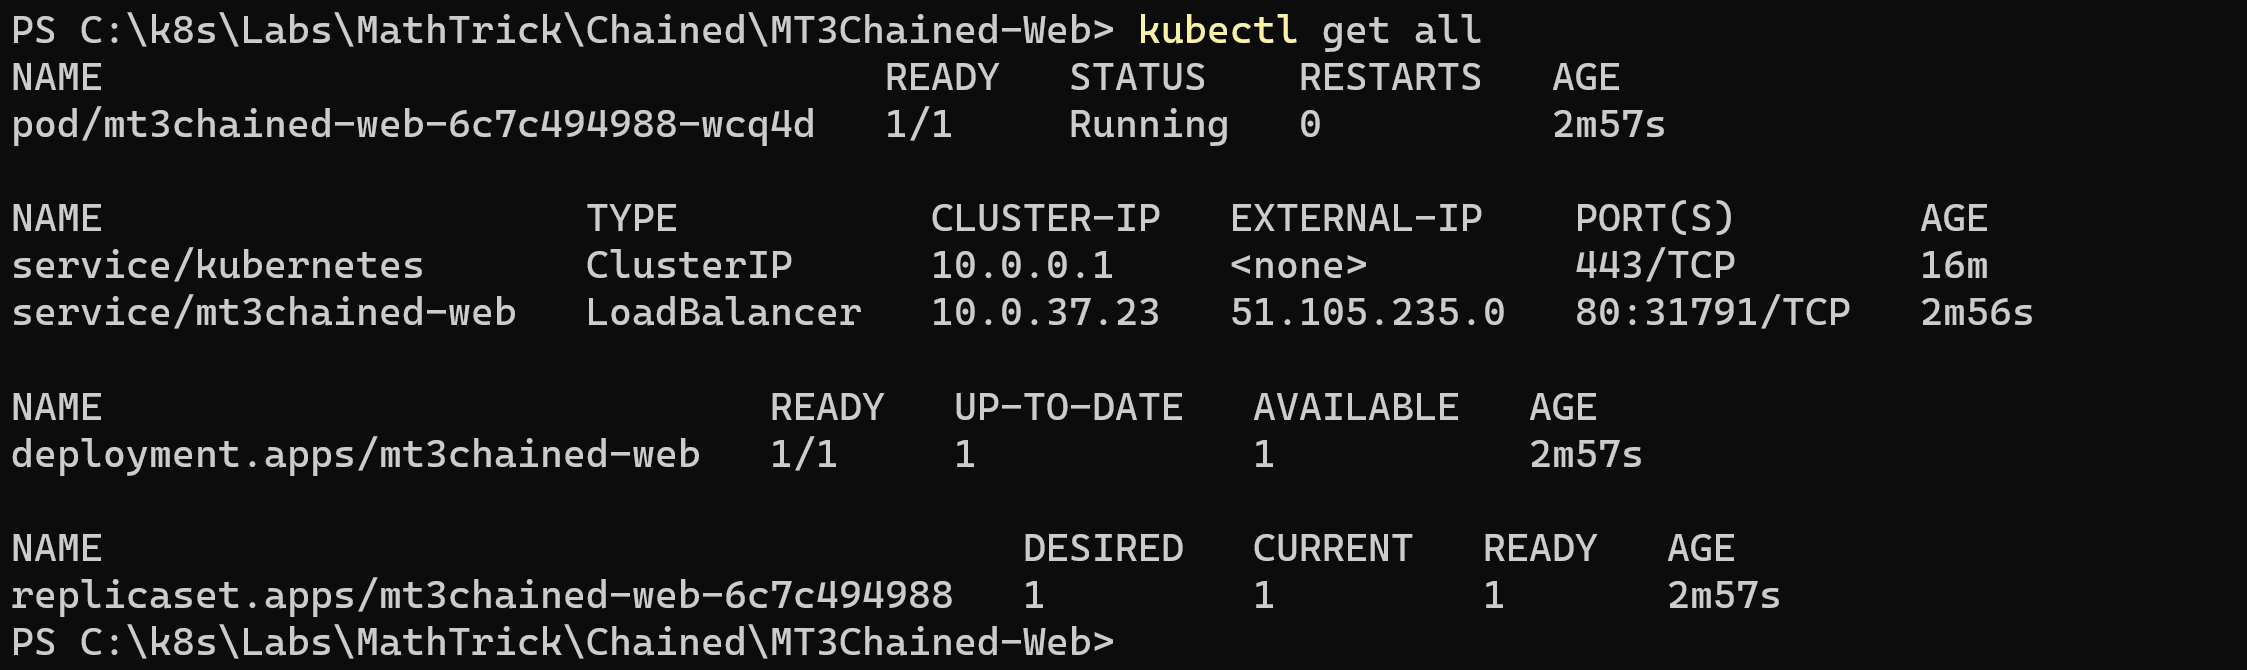 PS C:\k8s\Labs\MathTrick\Chained\MT3Chained-Web> kubectl get all
NAME                                  READY   STATUS    RESTARTS   AGE
pod/mt3chained-web-6c7c494988-wcq4d   1/1     Running   0          2m57s

NAME                     TYPE           CLUSTER-IP   EXTERNAL-IP    PORT(S)        AGE
service/kubernetes       ClusterIP      10.0.0.1     <none>         443/TCP        16m
service/mt3chained-web   LoadBalancer   10.0.37.23   51.105.235.0   80:31791/TCP   2m56s

NAME                             READY   UP-TO-DATE   AVAILABLE   AGE
deployment.apps/mt3chained-web   1/1     1            1           2m57s

NAME                                        DESIRED   CURRENT   READY   AGE
replicaset.apps/mt3chained-web-6c7c494988   1         1         1       2m57s
PS C:\k8s\Labs\MathTrick\Chained\MT3Chained-Web>